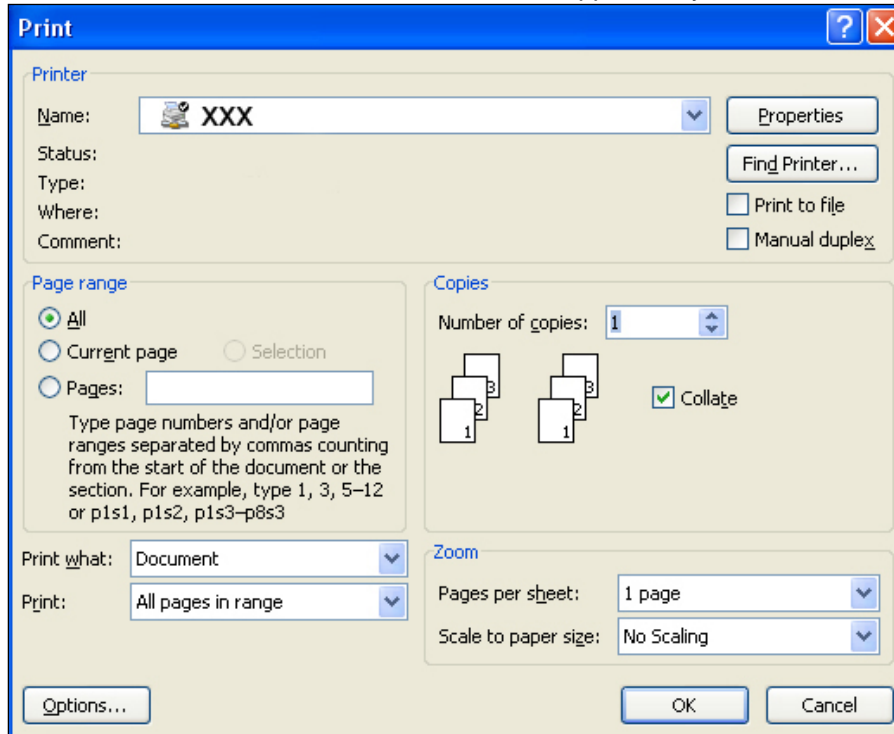 Print
Printer
Name: XXX Properties
Status: Find Printer...
Type:
Where: Print to file
Comment: Manual duplex
Page range
All
Current page Selection
Pages:
Type page numbers and/or page
ranges separated by commas counting
from the start of the document or the
section. For example, type 1, 3, 5–12
or p1s1, p1s2, p1s3–p8s3
Copies
Number of copies: 1
3 3
2 2
1 1
Collate
Print what: Document
Print: All pages in range
Zoom
Pages per sheet: 1 page
Scale to paper size: No Scaling
Options... OK Cancel